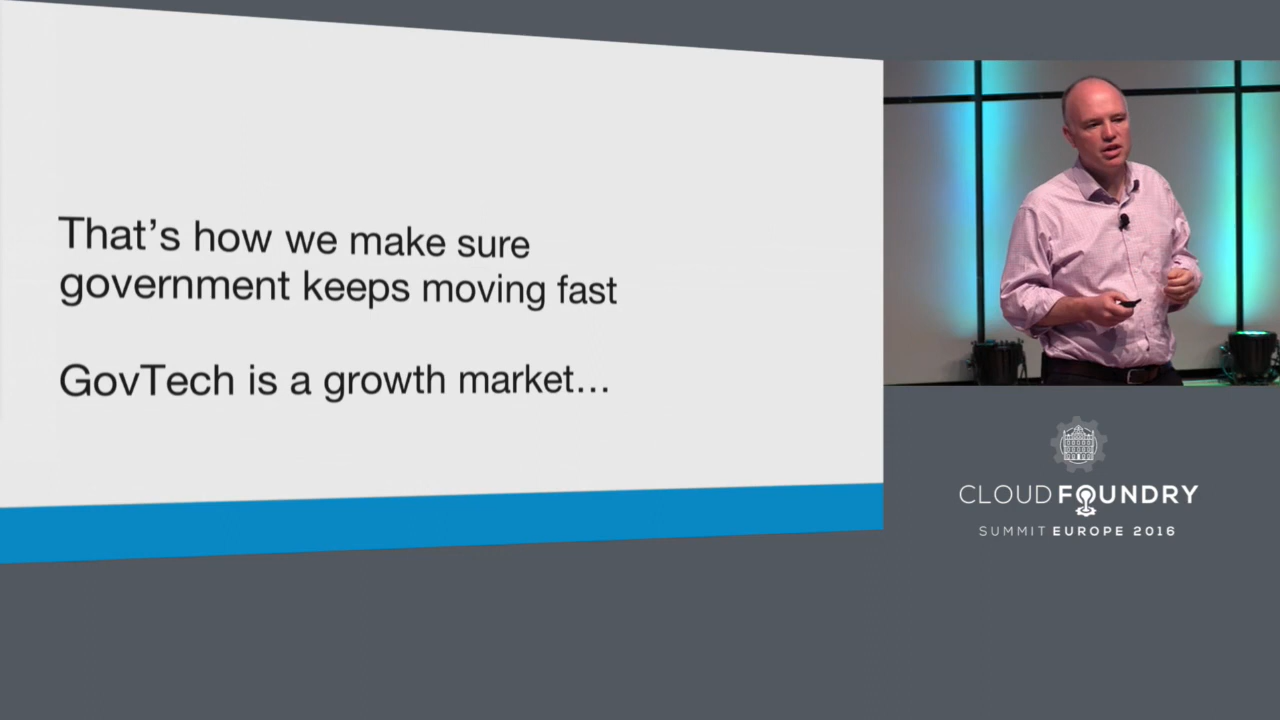 That’s how we make sure
government keeps moving fast
GovTech is a growth market…
CLOUD FOUNDRY
SUMMIT EUROPE 2016